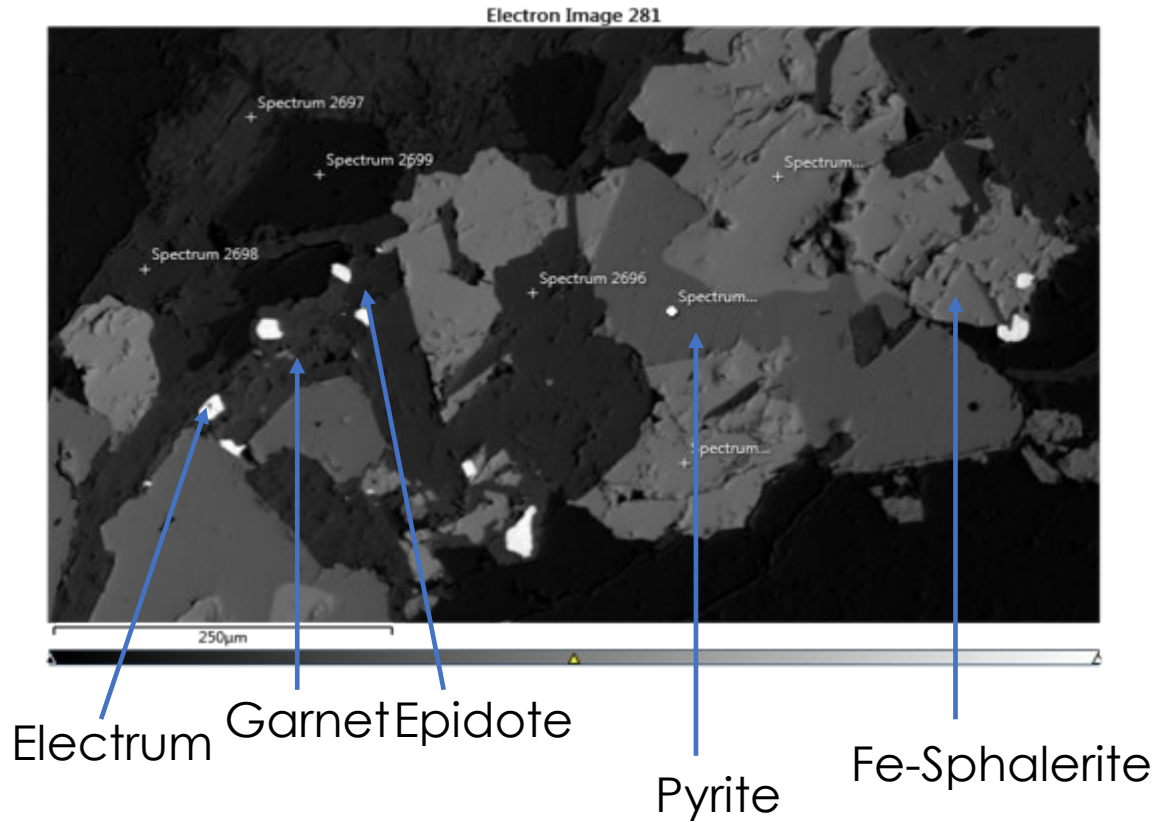 Electron Image 281
Spectrum 2697
Spectrum 2699
Spectrum...
Spectrum 2698
Spectrum 2696
Spectrum...
Spectrum...
250μm
Electrum
Garnet
Epidote
Pyrite
Fe-Sphalerite